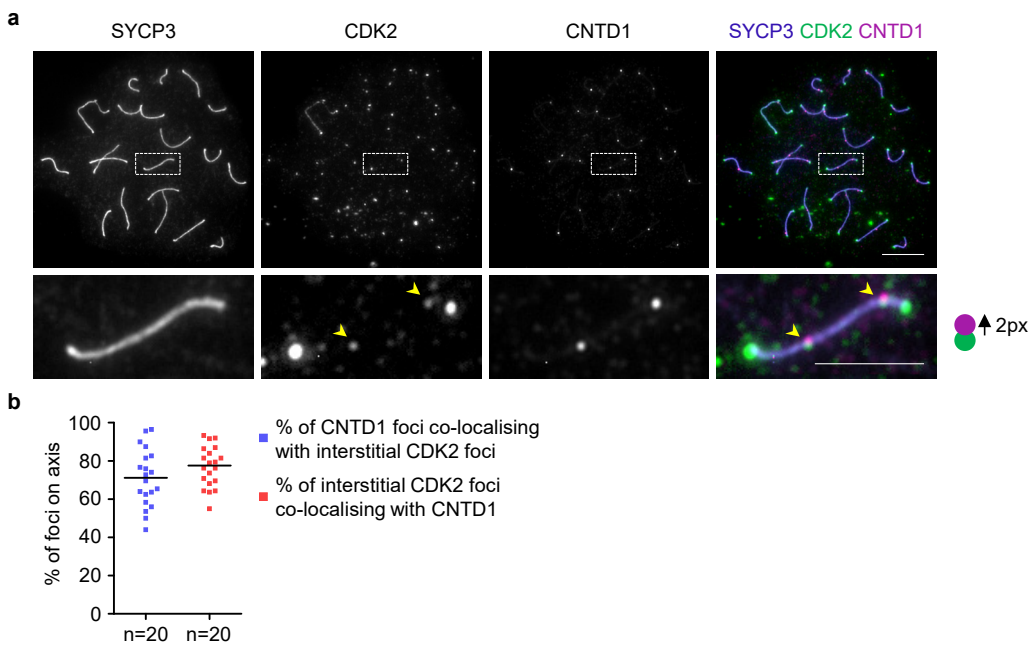 a
SYCP3
CDK2
CNTD1
SYCP3 CDK2 CNTD1
2px
b
100
80
60
40
20
0
% of foci on axis
n=20
n=20
% of CNTD1 foci co-localising
with interstitial CDK2 foci
% of interstitial CDK2 foci
co-localising with CNTD1